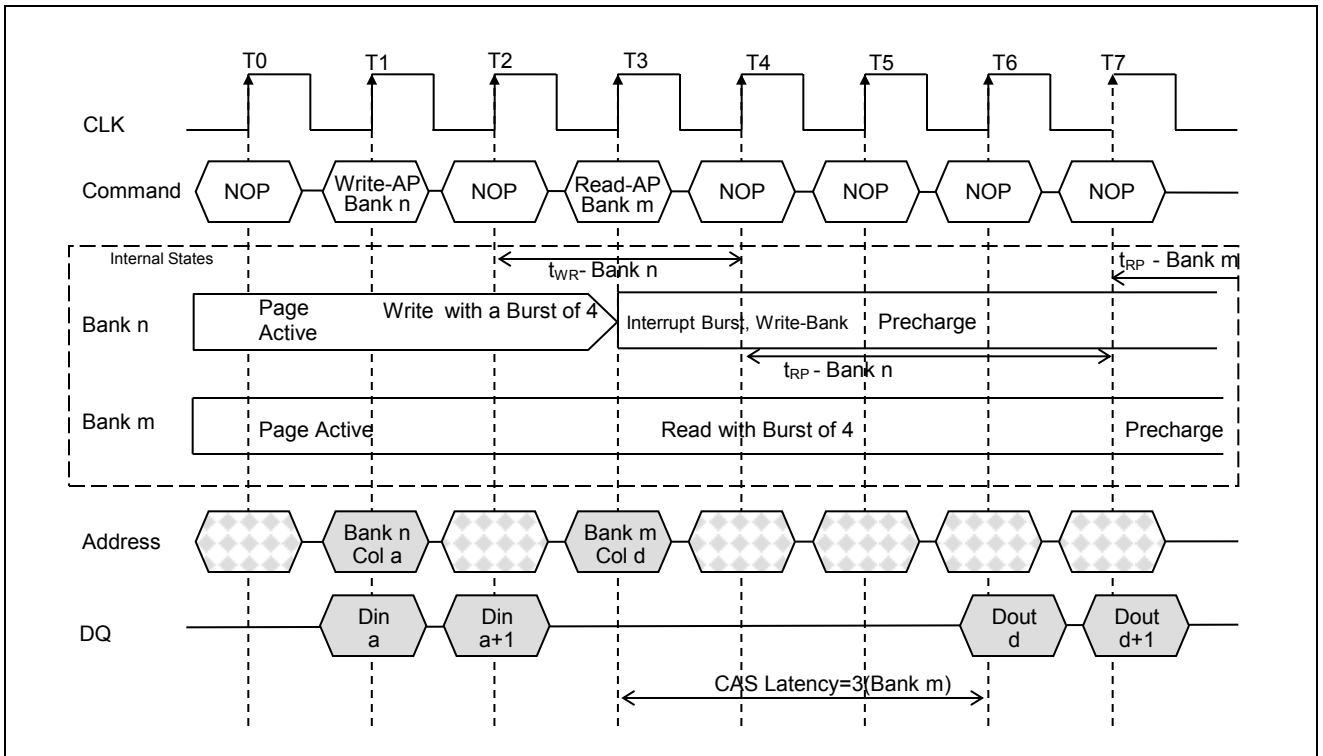 T0 T1 T2 T3 T4 T5 T6 T7
CLK
Command NOP Write-AP Bank n NOP Read-AP Bank m NOP NOP NOP NOP
Internal States
tWR- Bank n
tRP - Bank m
Bank n Page Active Write with a Burst of 4 Interrupt Burst, Write-Bank Precharge
tRP - Bank n
Bank m Page Active Read with Burst of 4 Precharge
Address Bank n Col a Bank m Col d
DQ Din a Din a+1 Dout d Dout d+1
CAS Latency=3(Bank m)